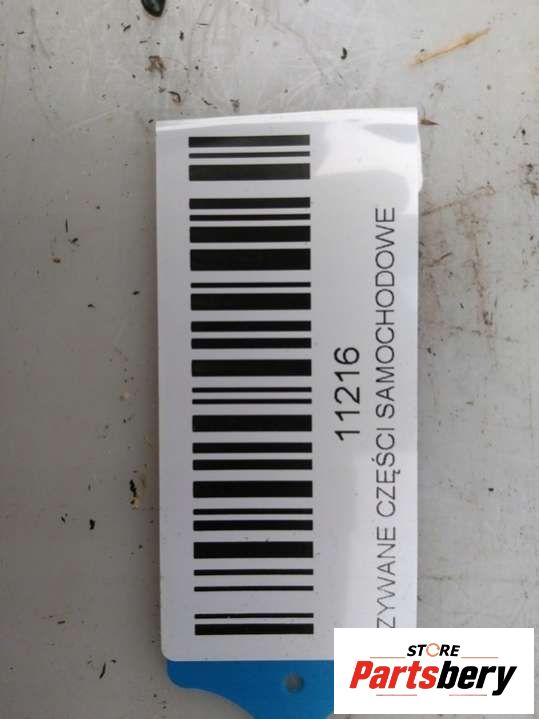 11216
ZYWANE CZĘŚCI SAMOCHODOWE
STORE
Partsbery